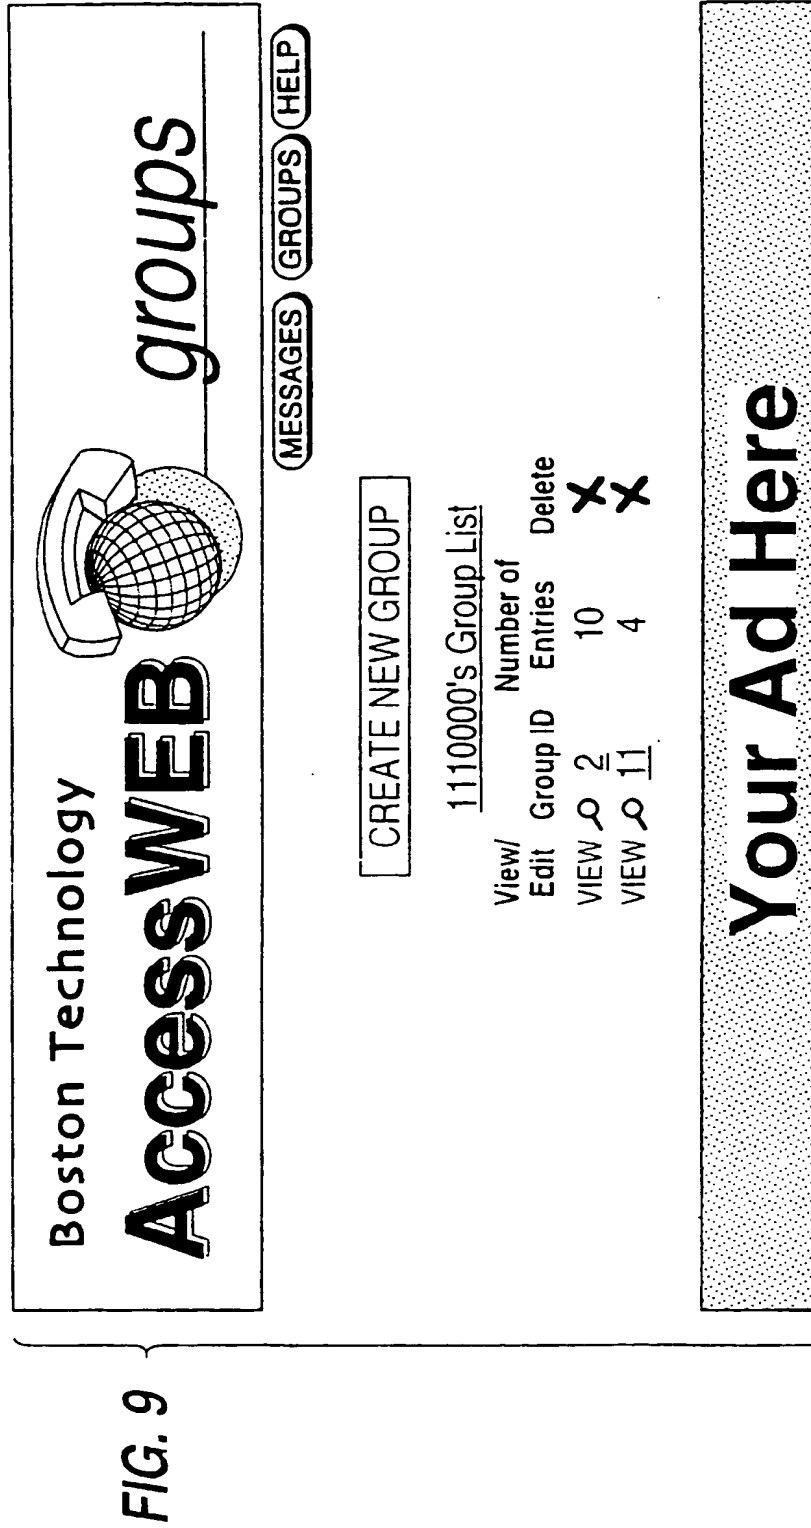 FIG. 9
Boston Technology
AccessWEB groups
MESSAGES GROUPS HELP
CREATE NEW GROUP
1110000's Group List
View/ Number of
Edit Group ID Entries Delete
VIEW 2 10 X
VIEW 11 4 X
Your Ad Here